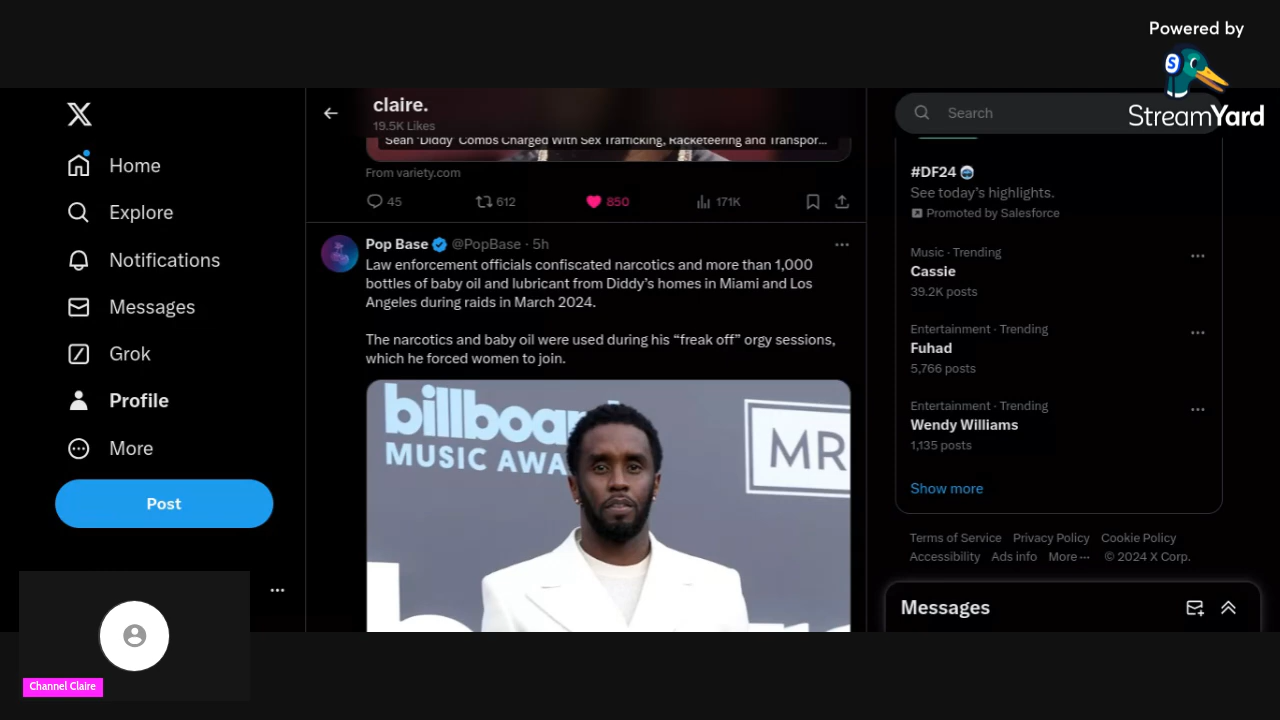 Powered by
StreamYard
X
Home
Explore
Notifications
Messages
Grok
Profile
More
Post
Channel Claire
claire.
19.5K Likes
Sean 'Diddy' Combs Charged With Sex Trafficking, Racketeering and Transpor...
From variety.com
45 612 850 171K
Pop Base @PopBase · 5h
Law enforcement officials confiscated narcotics and more than 1,000
bottles of baby oil and lubricant from Diddy's homes in Miami and Los
Angeles during raids in March 2024.
The narcotics and baby oil were used during his “freak off” orgy sessions,
which he forced women to join.
billboard
MUSIC AWA
MR
Search
#DF24
See today's highlights.
Promoted by Salesforce
Music · Trending
Cassie
39.2K posts
Entertainment · Trending
Fuhad
5,766 posts
Entertainment · Trending
Wendy Williams
1,135 posts
Show more
Terms of Service Privacy Policy Cookie Policy
Accessibility Ads info More ··· © 2024 X Corp.
Messages